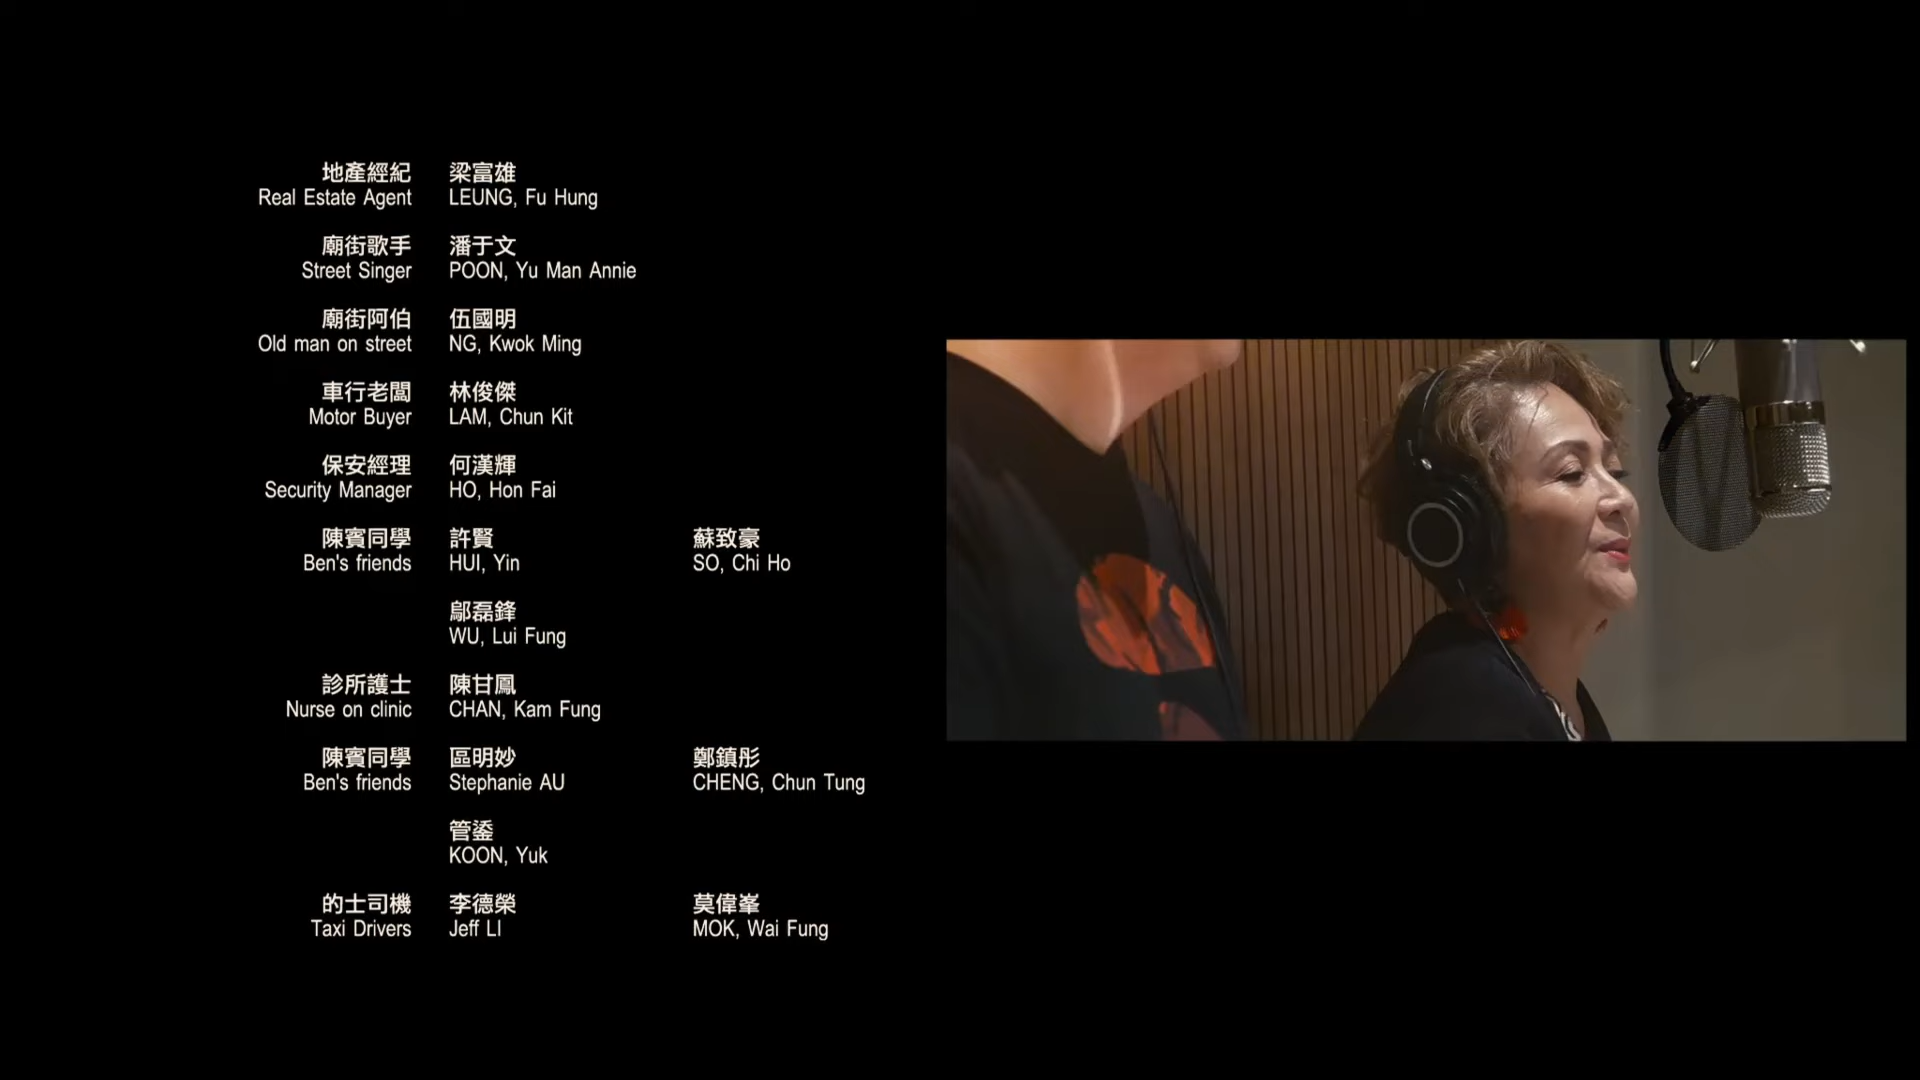 地產經紀 梁富雄
Real Estate Agent LEUNG, Fu Hung
廟街歌手 潘于文
Street Singer POON, Yu Man Annie
廟街阿伯 伍國明
Old man on street NG, Kwok Ming
車行老闆 林俊傑
Motor Buyer LAM, Chun Kit
保安經理 何漢輝
Security Manager HO, Hon Fai
陳賓同學 許賢 蘇致豪
Ben's friends HUI, Yin SO, Chi Ho
鄔磊鋒
WU, Lui Fung
診所護士 陳甘鳳
Nurse on clinic CHAN, Kam Fung
陳賓同學 區明妙 鄭鎮彤
Ben's friends Stephanie AU CHENG, Chun Tung
管鋈
KOON, Yuk
的士司機 李德榮 莫偉峯
Taxi Drivers Jeff LI MOK, Wai Fung